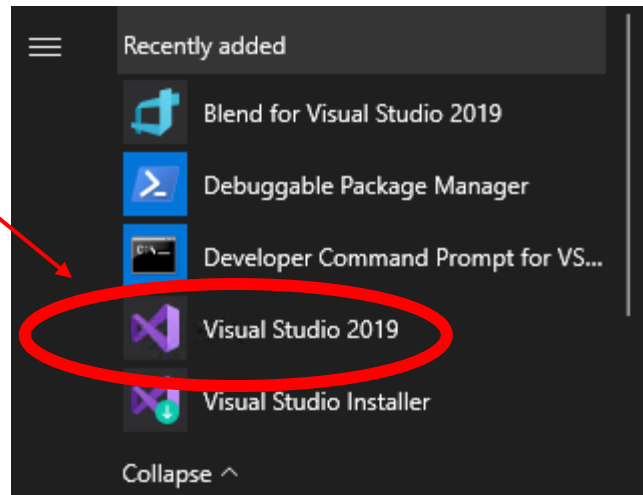 Recently added
Blend for Visual Studio 2019
Debuggable Package Manager
Developer Command Prompt for VS...
Visual Studio 2019
Visual Studio Installer
Collapse